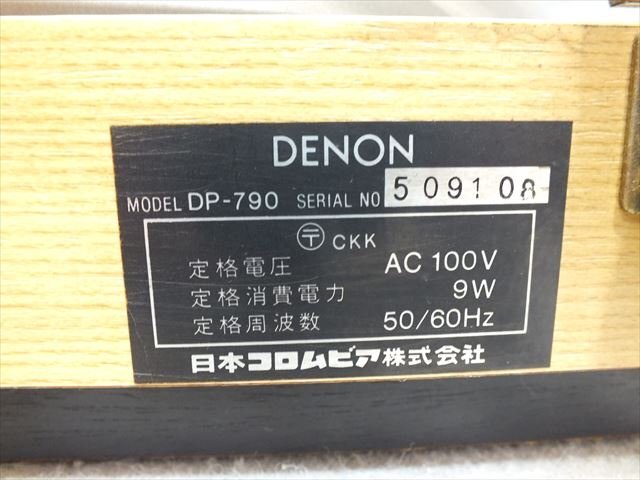 DENON
MODEL DP-790 SERIAL NO 509108
〶 CKK
定格電圧 AC 100V
定格消費電力 9W
定格周波数 50/60Hz
日本コロムビア株式会社